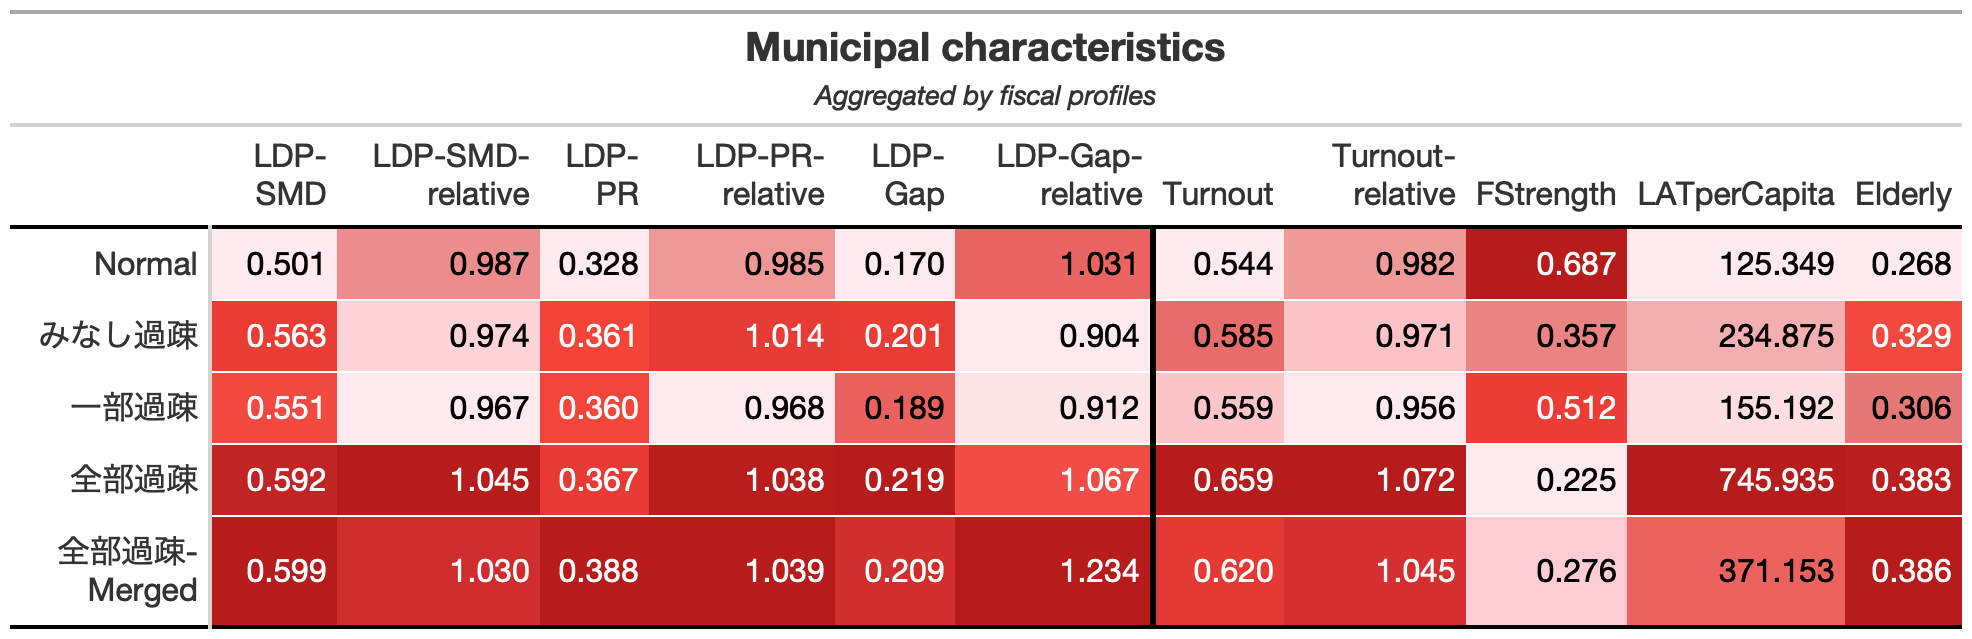 Municipal characteristics
Aggregated by fiscal profiles
LDP-SMD LDP-SMD-relative LDP-PR LDP-PR-relative LDP-Gap LDP-Gap-relative Turnout Turnout-relative FStrength LATperCapita Elderly
Normal 0.501 0.987 0.328 0.985 0.170 1.031 0.544 0.982 0.687 125.349 0.268
みなし過疎 0.563 0.974 0.361 1.014 0.201 0.904 0.585 0.971 0.357 234.875 0.329
一部過疎 0.551 0.967 0.360 0.968 0.189 0.912 0.559 0.956 0.512 155.192 0.306
全部過疎 0.592 1.045 0.367 1.038 0.219 1.067 0.659 1.072 0.225 745.935 0.383
全部過疎-Merged 0.599 1.030 0.388 1.039 0.209 1.234 0.620 1.045 0.276 371.153 0.386